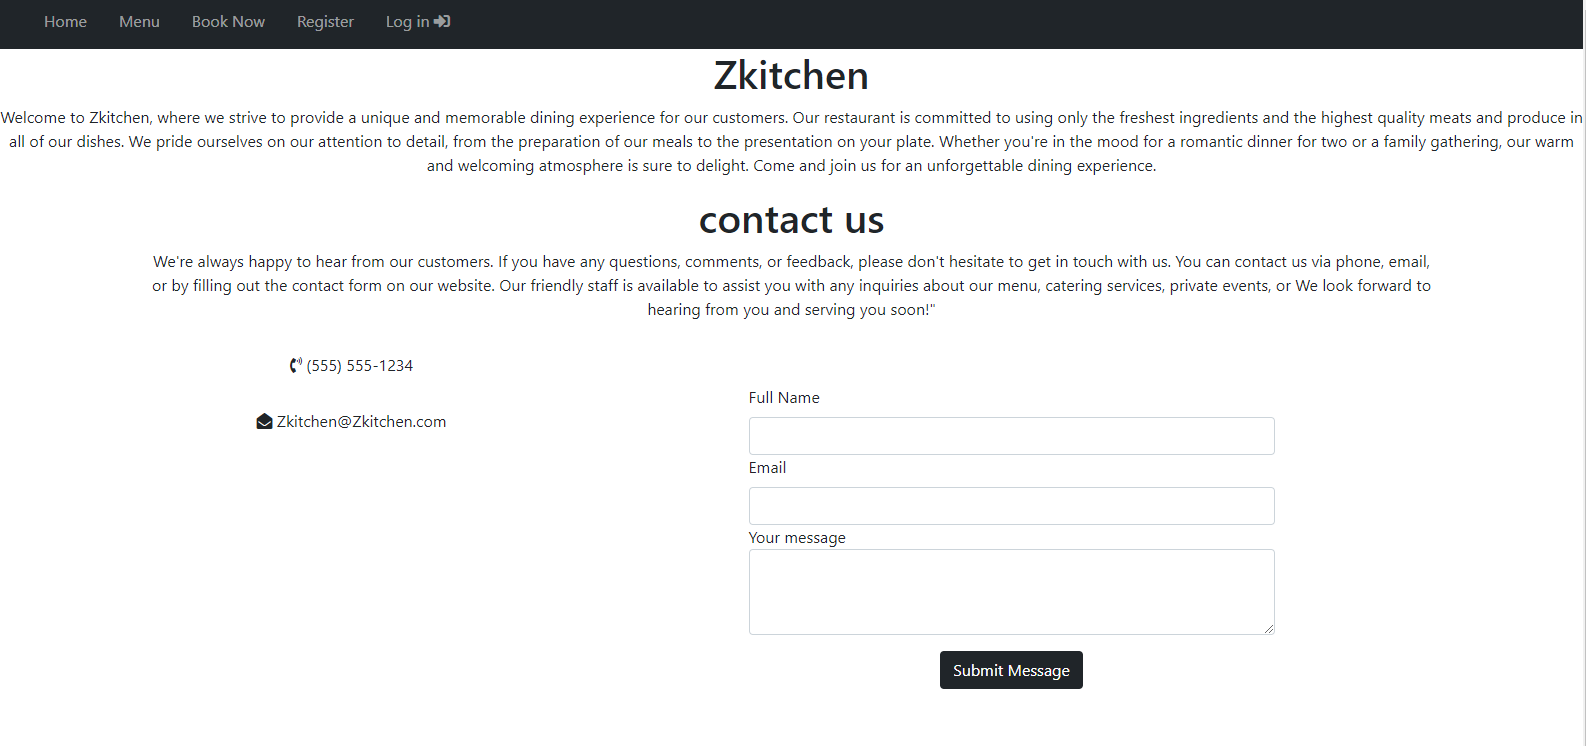 Home Menu Book Now Register Log in
Zkitchen
Welcome to Zkitchen, where we strive to provide a unique and memorable dining experience for our customers. Our restaurant is committed to using only the freshest ingredients and the highest quality meats and produce in
all of our dishes. We pride ourselves on our attention to detail, from the preparation of our meals to the presentation on your plate. Whether you're in the mood for a romantic dinner for two or a family gathering, our warm
and welcoming atmosphere is sure to delight. Come and join us for an unforgettable dining experience.
contact us
We're always happy to hear from our customers. If you have any questions, comments, or feedback, please don't hesitate to get in touch with us. You can contact us via phone, email,
or by filling out the contact form on our website. Our friendly staff is available to assist you with any inquiries about our menu, catering services, private events, or We look forward to
hearing from you and serving you soon!"
(555) 555-1234
Zkitchen@Zkitchen.com
Full Name
Email
Your message
Submit Message